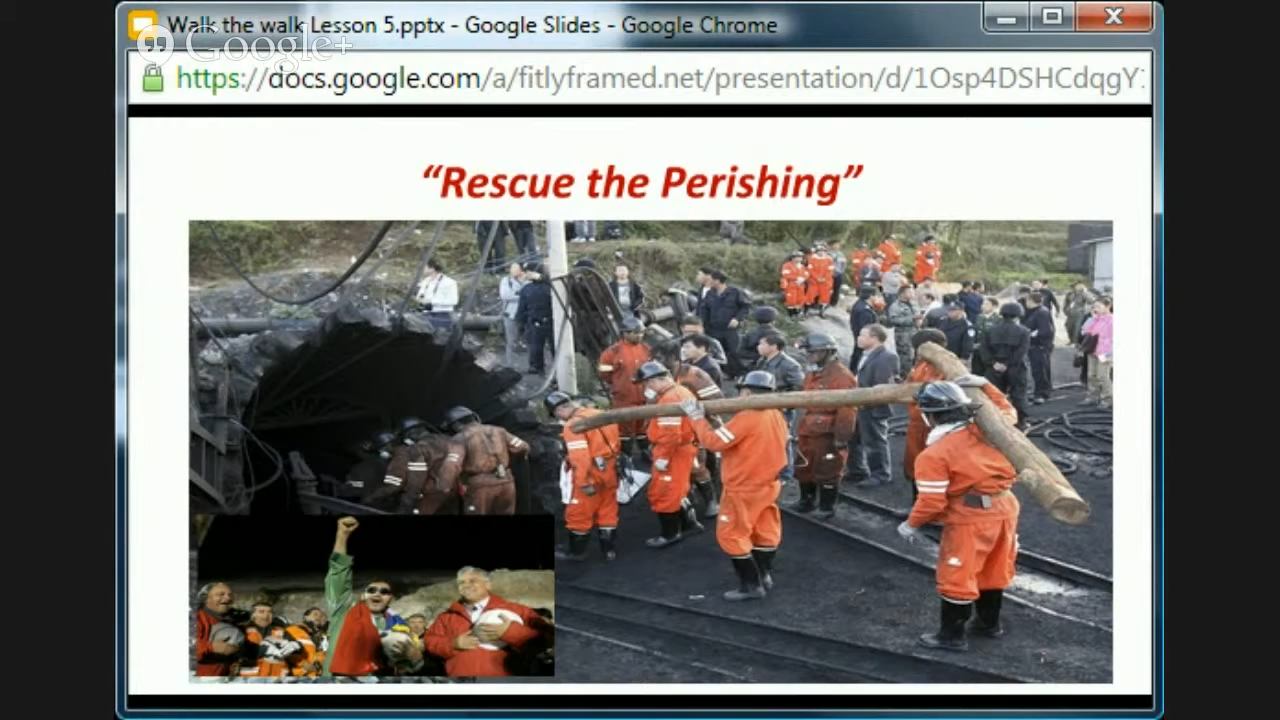 Walk the walk Lesson 5.pptx - Google Slides - Google Chrome
Google+
https://docs.google.com/a/fitlyframed.net/presentation/d/1Osp4DSHCdqgY
“Rescue the Perishing”